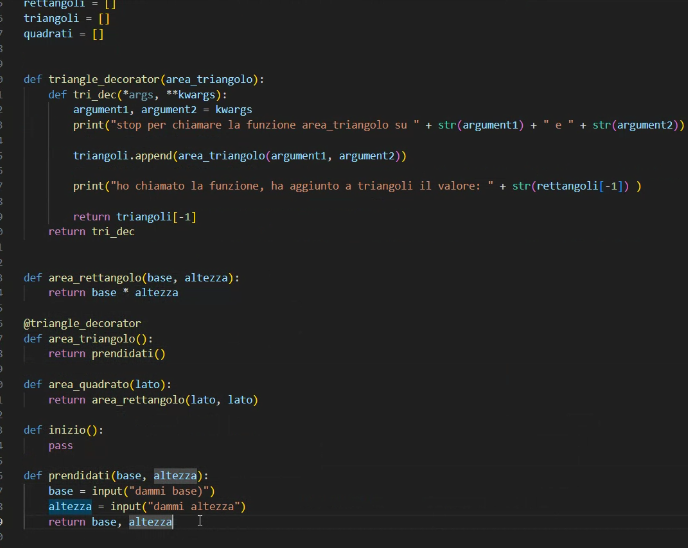 rettangoli = []
triangoli = []
quadrati = []
def triangle_decorator(area_triangolo):
def tri_dec(*args, **kwargs):
argument1, argument2 = kwargs
print("stop per chiamare la funzione area_triangolo su " + str(argument1) + " e " + str(argument2))
triangoli.append(area_triangolo(argument1, argument2))
print("ho chiamato la funzione, ha aggiunto a triangoli il valore: " + str(rettangoli[-1]) )
return triangoli[-1]
return tri_dec
def area_rettangolo(base, altezza):
return base * altezza
@triangle_decorator
def area_triangolo():
return prendidati()
def area_quadrato(lato):
return area_rettangolo(lato, lato)
def inizio():
pass
def prendidati(base, altezza):
base = input("dammi base)")
altezza = input("dammi altezza")
return base, altezza